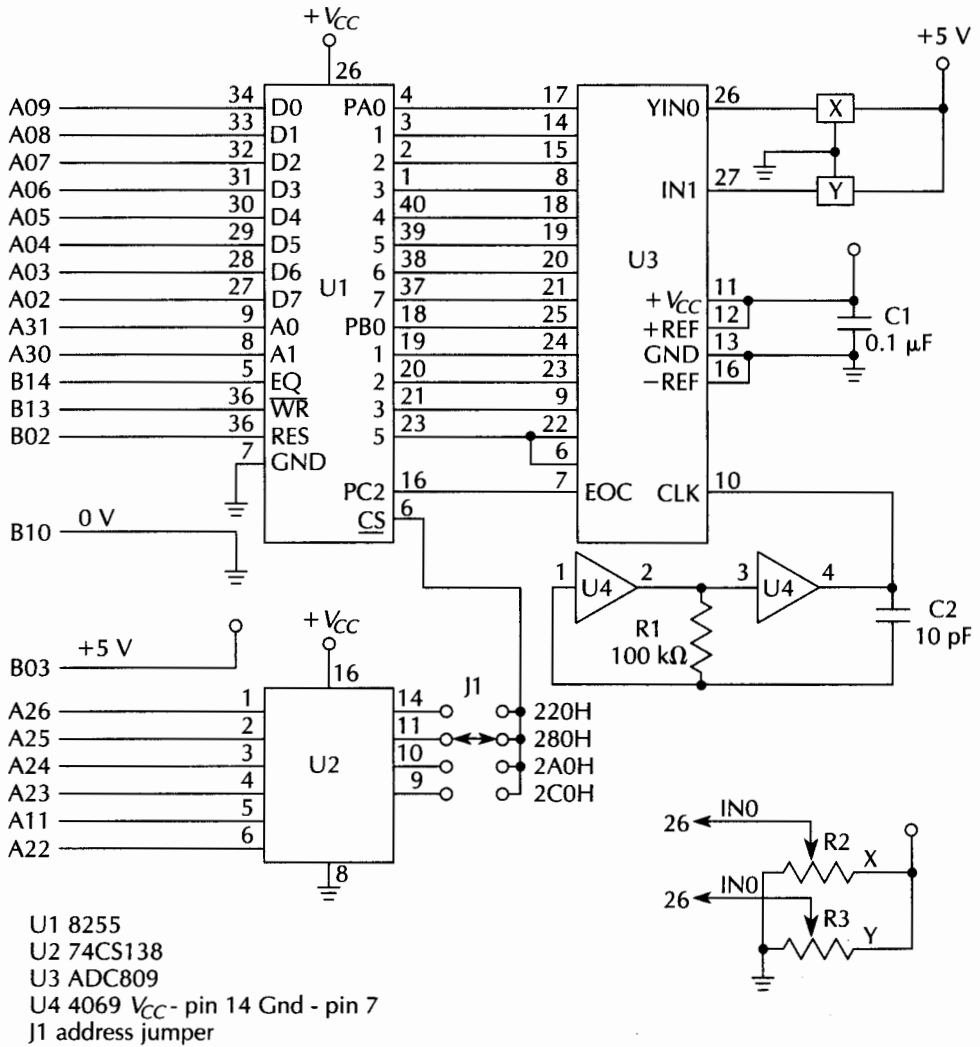 +VCC
26
+5 V
A09 34 D0 PA0 4 17 YIN0 26 X
A08 33 D1 1 3 14
A07 32 D2 2 2 15
A06 31 D3 3 1 8 IN1 27 Y
A05 30 D4 4 40 18
A04 29 D5 5 39 19
A03 28 D6 6 38 20
U1
U3
A02 27 D7 7 37 21 +VCC 11
A31 9 A0 PB0 18 25 +REF 12
C1
0.1 µF
A30 8 A1 1 19 24 GND 13
B14 5 EQ 2 20 23 −REF 16
B13 36 WR 3 21 9
B02 36 RES 5 23 22
7 GND 6
PC2 16 7 EOC CLK 10
CS 6
B10 0 V
1 U4 2 3 U4 4
R1
100 kΩ
C2
10 pF
B03 +5 V
+VCC
16
J1
A26 1 14 220H
A25 2 11 280H
A24 3 U2 10 2A0H
A23 4 9 2C0H
A11 5
A22 6
8
26 IN0
R2 X
26 IN0
R3 Y
U1 8255
U2 74CS138
U3 ADC809
U4 4069 VCC - pin 14 Gnd - pin 7
J1 address jumper